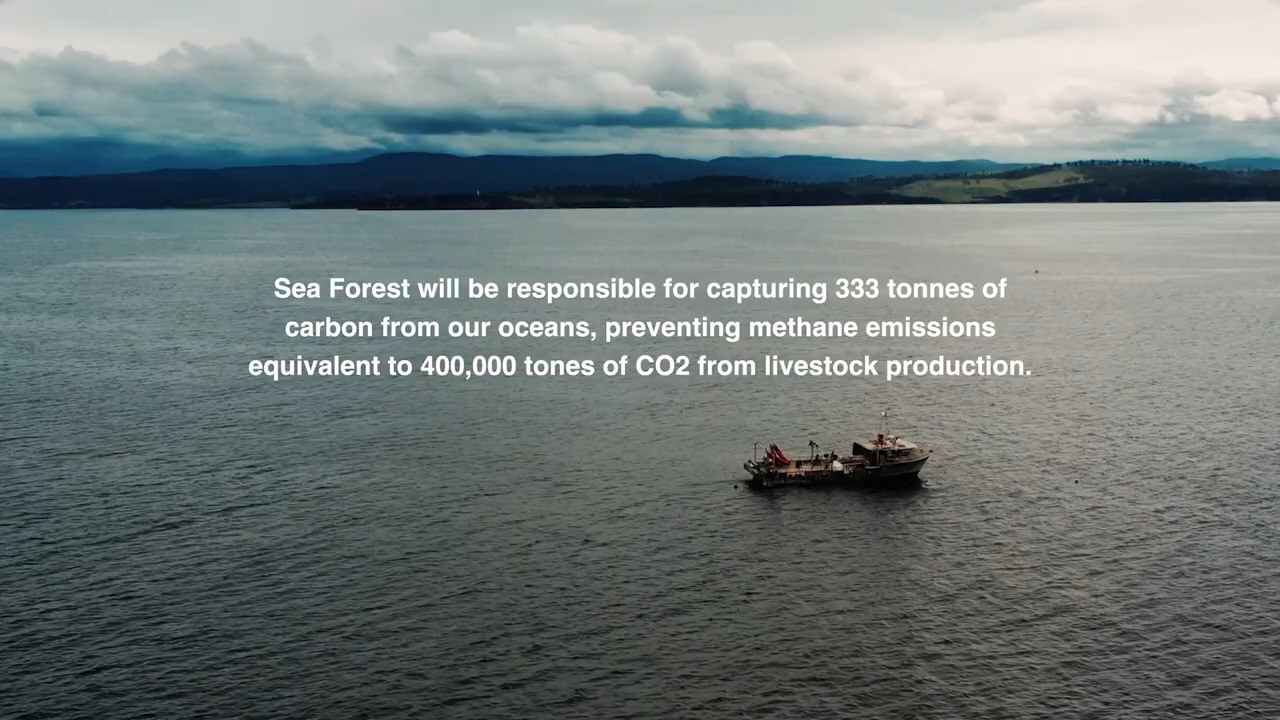 Sea Forest will be responsible for capturing 333 tonnes of
carbon from our oceans, preventing methane emissions
equivalent to 400,000 tones of CO2 from livestock production.